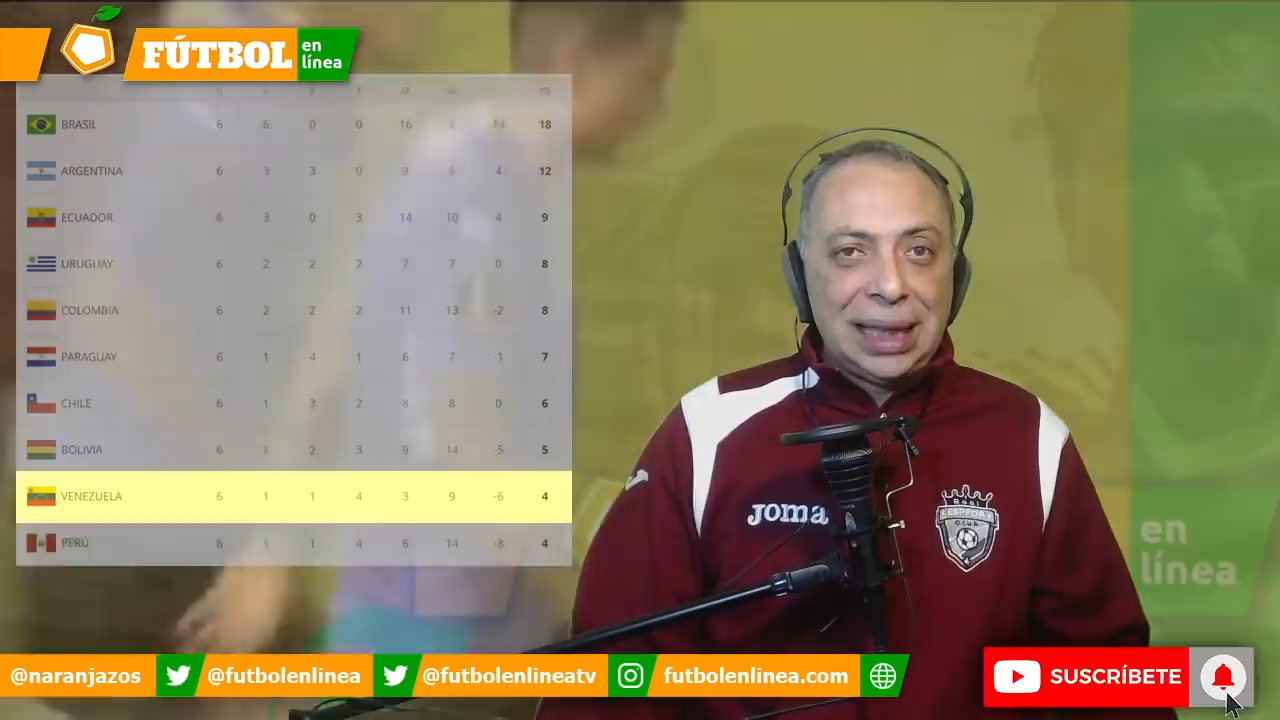 FÚTBOL en
línea
BRASIL 6 6 0 0 16 18
ARGENTINA 6 3 3 0 9 5 4 12
ECUADOR 6 3 0 3 14 10 4 9
URUGUAY 6 2 2 2 7 7 0 8
COLOMBIA 6 2 2 2 11 13 -2 8
PARAGUAY 6 1 4 1 6 7 -1 7
CHILE 6 1 3 2 8 8 0 6
BOLIVIA 6 1 2 3 9 14 -5 5
VENEZUELA 6 1 1 4 3 9 -6 4
PERÚ 6 1 1 4 6 14 -8 4
joma
Real
Club
en
línea
@naranjazos @futbolenlinea @futbolenlineatv futbolenlinea.com SUSCRÍBETE